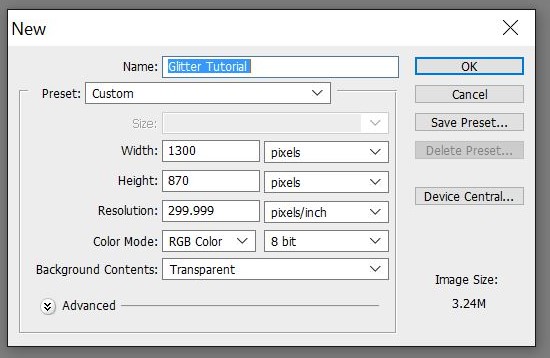 New
Name: Glitter Tutorial
OK
Preset: Custom
Cancel
Size:
Save Preset...
Width: 1300 pixels
Delete Preset...
Height: 870 pixels
Device Central...
Resolution: 299.999 pixels/inch
Color Mode: RGB Color 8 bit
Background Contents: Transparent
Image Size:
3.24M
Advanced